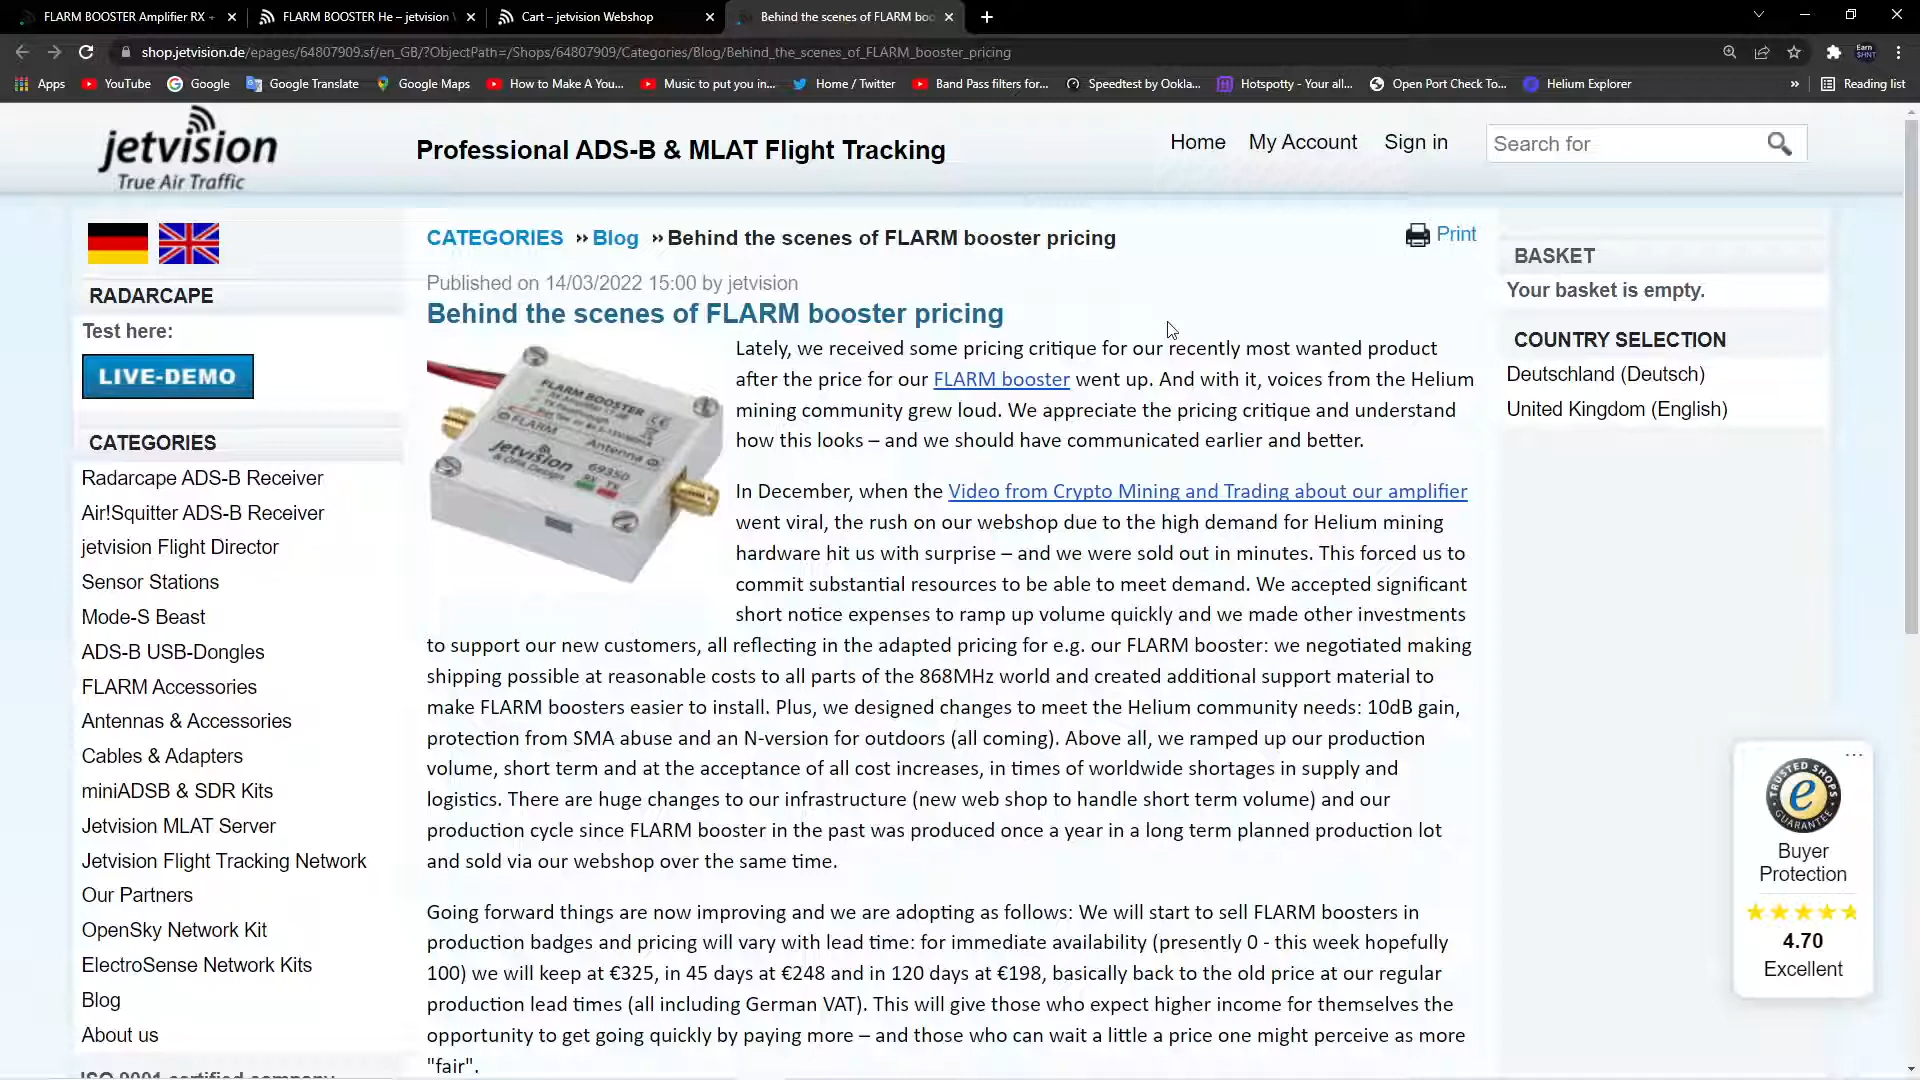 FLARM BOOSTER Amplifier RX
FLARM BOOSTER He – jetvision
Cart – jetvision Webshop
Behind the scenes of FLARM boo
shop.jetvision.de/epages/64807909.sf/en_GB/?ObjectPath=/Shops/64807909/Categories/Blog/Behind_the_scenes_of_FLARM_booster_pricing
Apps
YouTube
Google
Google Translate
Google Maps
How to Make A You...
Music to put you in...
Home / Twitter
Band Pass filters for...
Speedtest by Ookla...
Hotspotty - Your all...
Open Port Check To...
Helium Explorer
Reading list
jetvision
True Air Traffic
Professional ADS-B & MLAT Flight Tracking
Home
My Account
Sign in
Search for
RADARCAPE
Test here:
LIVE-DEMO
CATEGORIES
Radarcape ADS-B Receiver
Air!Squitter ADS-B Receiver
jetvision Flight Director
Sensor Stations
Mode-S Beast
ADS-B USB-Dongles
FLARM Accessories
Antennas & Accessories
Cables & Adapters
miniADSB & SDR Kits
Jetvision MLAT Server
Jetvision Flight Tracking Network
Our Partners
OpenSky Network Kit
ElectroSense Network Kits
Blog
About us
ISO 9001 certified company
CATEGORIES » Blog » Behind the scenes of FLARM booster pricing
Print
Published on 14/03/2022 15:00 by jetvision
Behind the scenes of FLARM booster pricing
FLARM BOOSTER
FLARM
Antenna
jetvision
69350
RX TX
Lately, we received some pricing critique for our recently most wanted product
after the price for our FLARM booster went up. And with it, voices from the Helium
mining community grew loud. We appreciate the pricing critique and understand
how this looks – and we should have communicated earlier and better.
In December, when the Video from Crypto Mining and Trading about our amplifier
went viral, the rush on our webshop due to the high demand for Helium mining
hardware hit us with surprise – and we were sold out in minutes. This forced us to
commit substantial resources to be able to meet demand. We accepted significant
short notice expenses to ramp up volume quickly and we made other investments
to support our new customers, all reflecting in the adapted pricing for e.g. our FLARM booster: we negotiated making
shipping possible at reasonable costs to all parts of the 868MHz world and created additional support material to
make FLARM boosters easier to install. Plus, we designed changes to meet the Helium community needs: 10dB gain,
protection from SMA abuse and an N-version for outdoors (all coming). Above all, we ramped up our production
volume, short term and at the acceptance of all cost increases, in times of worldwide shortages in supply and
logistics. There are huge changes to our infrastructure (new web shop to handle short term volume) and our
production cycle since FLARM booster in the past was produced once a year in a long term planned production lot
and sold via our webshop over the same time.
Going forward things are now improving and we are adopting as follows: We will start to sell FLARM boosters in
production badges and pricing will vary with lead time: for immediate availability (presently 0 - this week hopefully
100) we will keep at €325, in 45 days at €248 and in 120 days at €198, basically back to the old price at our regular
production lead times (all including German VAT). This will give those who expect higher income for themselves the
opportunity to get going quickly by paying more – and those who can wait a little a price one might perceive as more
"fair".
BASKET
Your basket is empty.
COUNTRY SELECTION
Deutschland (Deutsch)
United Kingdom (English)
TRUSTED SHOPS
e
GUARANTEE
Buyer
Protection
4.70
Excellent